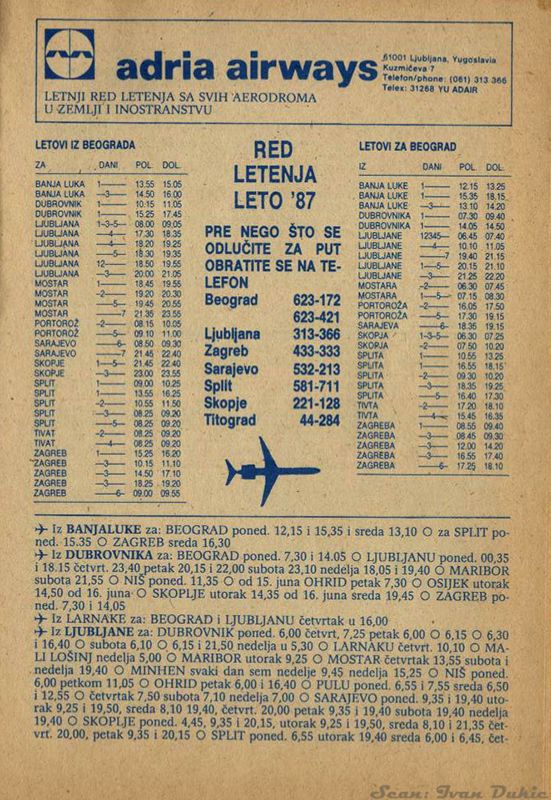 adria airways
61001 Ljubljana, Yugoslavia
Kuzmičeva 7
Telefon/phone: (061) 313 366
Telex: 31268 YU ADAIR
LETNJI RED LETENJA SA SVIH AERODROMA
U ZEMLJI I INOSTRANSTVU
LETOVI IZ BEOGRADA
ZA DANI POL. DOL.
BANJA LUKA 1—— 13.55 15.05
BANJA LUKA —3—— 14.50 16.00
DUBROVNIK 1—— 10.15 11.05
DUBROVNIK 1—— 15.25 17.45
LJUBLJANA 1-3-5— 08.00 09.05
LJUBLJANA —4— 17.30 18.35
LJUBLJANA —4— 18.20 19.25
LJUBLJANA —5— 18.30 19.35
LJUBLJANA 12—— 18.50 19.55
LJUBLJANA —3— 20.00 21.05
MOSTAR 1—— 18.45 19.55
MOSTAR —2—— 19.20 20.30
MOSTAR —5— 19.45 20.55
MOSTAR ——7 21.35 23.55
PORTOROŽ —2—— 08.15 10.05
PORTOROŽ —5— 09.10 11.00
SARAJEVO ——6- 08.50 09.30
SARAJEVO ——7 21.45 22.40
SKOPJE 1—— 21.45 22.40
SKOPJE —3— 23.00 23.55
SPLIT 1—— 09.00 10.25
SPLIT 1—— 13.55 16.25
SPLIT —2—— 10.55 11.50
SPLIT —3— 08.25 09.20
SPLIT —5— 08.25 09.20
TIVAT —2—— 08.25 09.20
TIVAT —4— 08.25 09.20
ZAGREB 1—— 15.25 16.20
ZAGREB —3— 10.15 11.10
ZAGREB —3— 14.50 17.10
ZAGREB —3— 18.25 19.20
ZAGREB ——6- 09.00 09.55
RED
LETENJA
LETO '87
PRE NEGO ŠTO SE
ODLUČITE ZA PUT
OBRATITE SE NA TE-
LEFON
Beograd 623-172
623-421
Ljubljana 313-366
Zagreb 433-333
Sarajevo 532-213
Split 581-711
Skopje 221-128
Titograd 44-284
LETOVI ZA BEOGRAD
IZ DANI POL. DOL.
BANJA LUKE 1—— 12.15 13.25
BANJA LUKE 1—— 15.35 18.15
BANJA LUKE —3— 13.10 14.20
DUBROVNIKA 1—— 07.30 09.40
DUBROVNIKA 1—— 14.05 14.50
LJUBLJANE 12345— 06.45 07.40
LJUBLJANE —4— 10.10 11.05
LJUBLJANE ——7 19.40 21.15
LJUBLJANE 1—5— 20.15 21.10
LJUBLJANE —3— 21.25 22.20
MOSTARA —2—— 06.30 07.45
MOSTARA 1—5— 07.15 08.30
PORTOROŽA —2—— 16.05 17.50
PORTOROŽA —5— 17.30 19.15
SARAJEVA ——6- 18.35 19.15
SKOPJA 1-3-5— 06.30 07.25
SKOPJA —2—— 07.50 10.20
SPLITA 1—— 10.55 13.25
SPLITA 1—— 16.55 18.15
SPLITA —2—— 09.30 10.20
SPLITA —3— 18.35 19.25
SPLITA —5— 16.40 17.30
TIVTA —2—— 17.20 18.10
TIVTA —4— 15.45 16.35
ZAGREBA 1—— 08.55 09.40
ZAGREBA —3— 08.45 09.30
ZAGREBA —3— 12.00 14.20
ZAGREBA —3— 16.55 17.40
ZAGREBA ——6- 17.25 18.10
✈ Iz BANJALUKE za: BEOGRAD poned. 12,15 i 15,35 i sreda 13,10 O za SPLIT po-
ned. 15.35 O ZAGREB sreda 16,30
✈ Iz DUBROVNIKA za: BEOGRAD poned. 7,30 i 14.05 O LJUBLJANU poned. 00,35
i 18.15 četvrt. 23,40 petak 20,15 i 22,00 subota 23,10 nedelja 18,05 i 19,40 O MARIBOR
subota 21,55 O NIŠ poned. 11,35 O od 15. juna OHRID petak 7,30 O OSIJEK utorak
14,50 od 16. juna O SKOPLJE utorak 14,35 od 16. juna sreda 19,45 O ZAGREB po-
ned. 7,30 i 14,05
✈ Iz LARNAKE za: BEOGRAD i LJUBLJANU četvrtak u 16,00
✈ Iz LJUBLJANE za: DUBROVNIK poned. 6,00 četvrt, 7,25 petak 6,00 O 6,15 O 6,30
i 16,40 O subota 6,10 O 6,15 i 21,50 nedelja u 5,30 O LARNAKU četvrt. 10,10 O MA-
LI LOŠINJ nedelja 5,00 O MARIBOR utorak 9,25 O MOSTAR četvrtak 13,55 subota i
nedelja 19,40 O MINHEN svaki dan sem nedelje 9,45 nedelja 15,25 O NIŠ poned.
6,00 petkom 11,05 O OHRID petak 6,00 i 16,40 O PULU poned. 6,55 i 7,55 sreda 6,50
i 12,55 O četvrtak 7,50 subota 7,10 nedelja 7,00 O SARAJEVO poned. 9,35 i 19,40 uto-
rak 9,25 i 19,50, sreda 8,10 19,40, četvrt, 20,00, petak 9,35 i 19,40 subota 19,40 nedelja
19,40 O SKOPLJE poned. 4,45, 9,35 i 20,15, utorak 9,25 i 19,50, sreda 8,10 i 21,35 čet-
vrt. 20,00, petak 9,35 i 20,15 O SPLIT poned. 6,55 utorak 19,40 sreda 6,00 i 6,45, čet-
Scan: Ivan Dukic